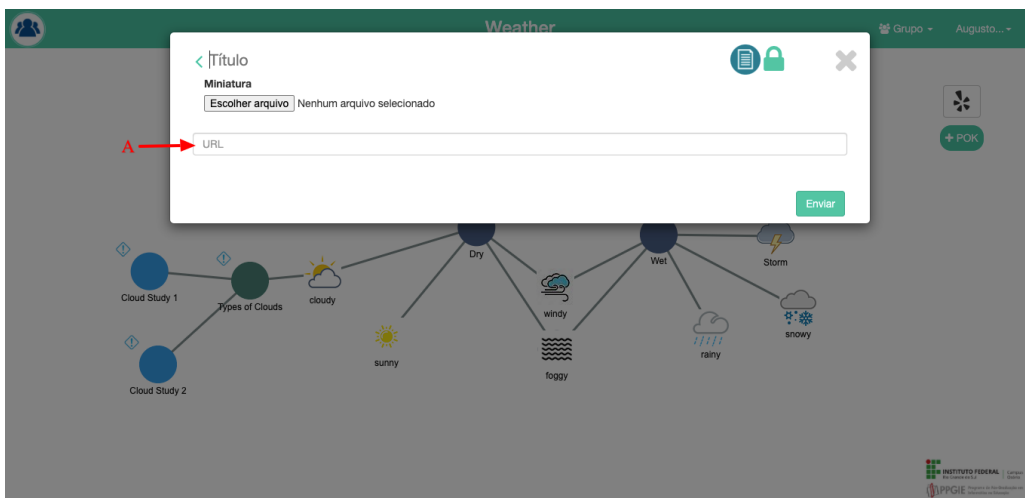 Weather
Grupo
Augusto...
Título
Miniatura
Escolher arquivo Nenhum arquivo selecionado
A
URL
+ POK
Enviar
Dry
Wet
Storm
Cloud Study 1
Types of Clouds
cloudy
windy
snowy
sunny
rainy
foggy
Cloud Study 2
INSTITUTO FEDERAL
PPGIE